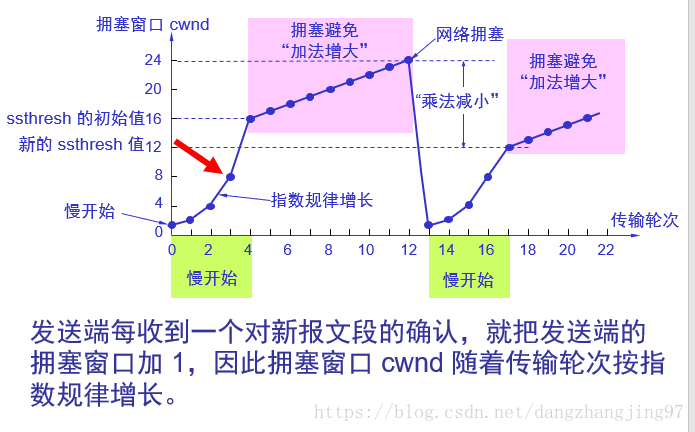 拥塞窗口 cwnd
拥塞避免
“加法增大”
网络拥塞
拥塞避免
“加法增大”
24
20
ssthresh 的初始值16
“乘法减小”
新的 ssthresh 值12
8
4
指数规律增长
慢开始
0
传输轮次
0 2 4 6 8 10 12 14 16 18 20 22
慢开始
慢开始
发送端每收到一个对新报文段的确认，就把发送端的
拥塞窗口加 1，因此拥塞窗口 cwnd 随着传输轮次按指
数规律增长。
https://blog.csdn.net/dangzhangjing97